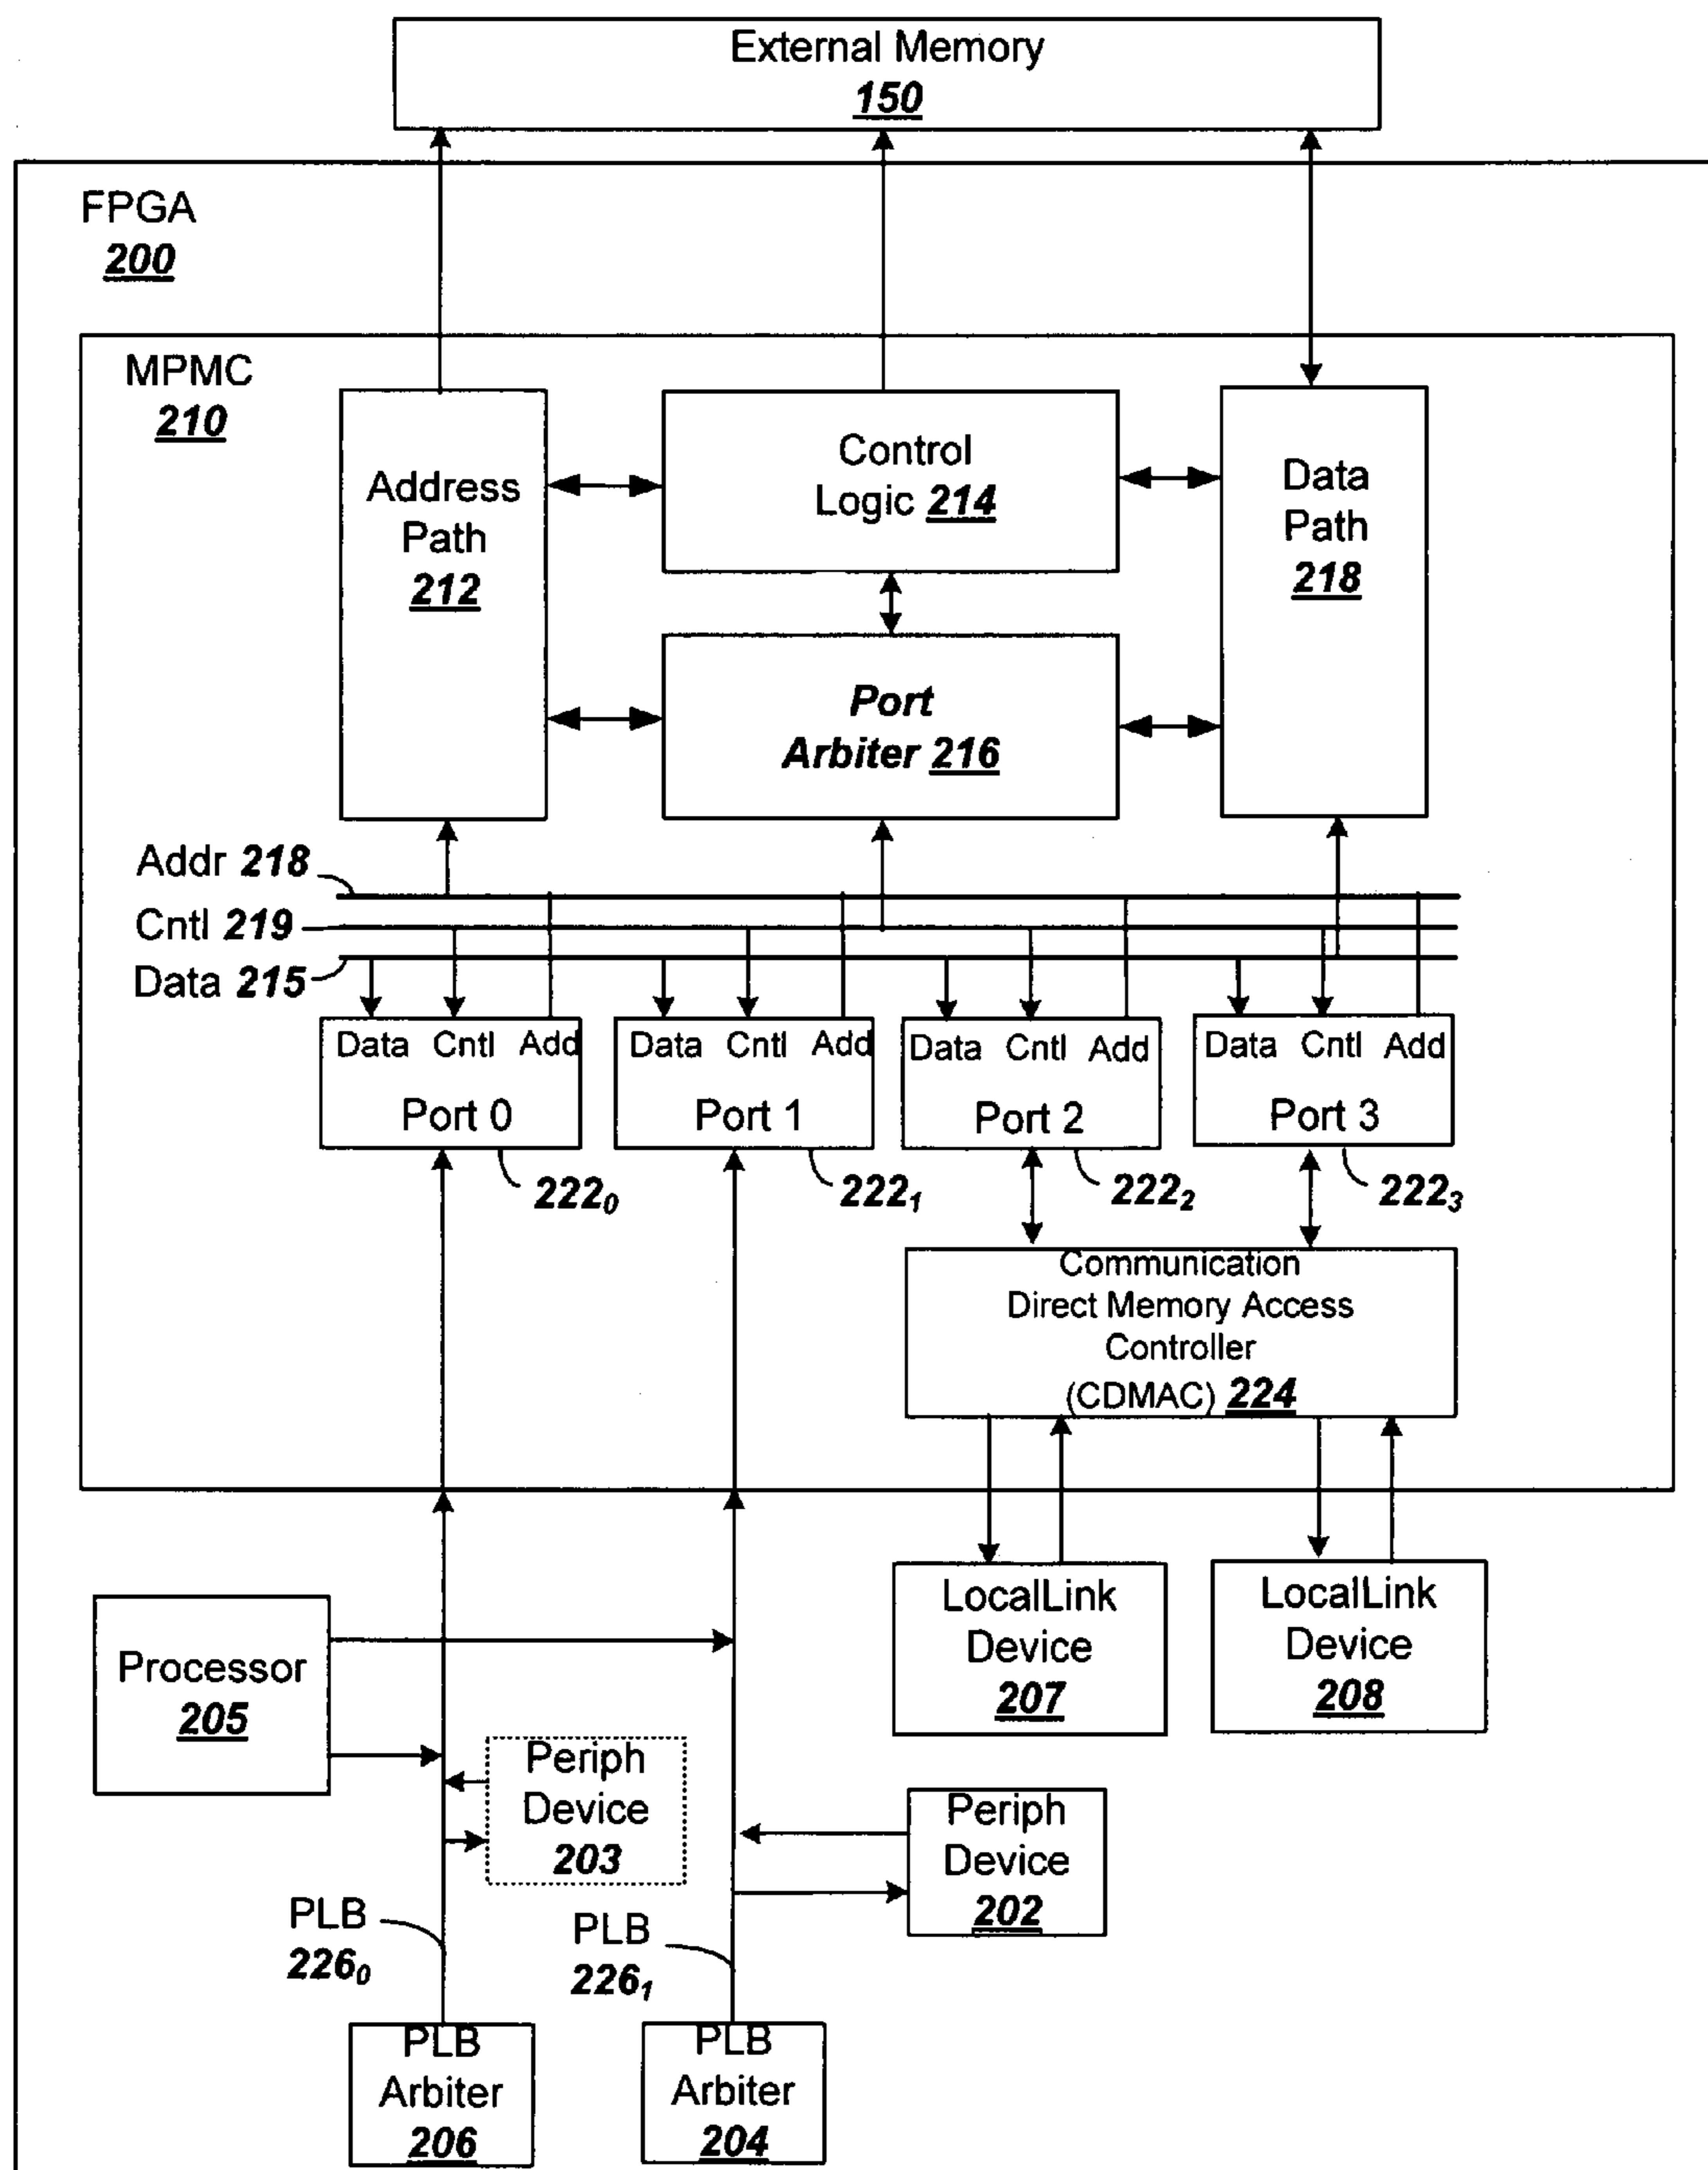 External Memory
150
FPGA
200
MPMC
210
Address
Path
212
Control
Logic 214
Data
Path
218
Port
Arbiter 216
Addr 218
Cntl 219
Data 215
Data Cntl Add
Port 0
222₀
Data Cntl Add
Port 1
222₁
Data Cntl Add
Port 2
222₂
Data Cntl Add
Port 3
222₃
Communication
Direct Memory Access
Controller
(CDMAC) 224
LocalLink
Device
207
LocalLink
Device
208
Processor
205
Periph
Device
203
Periph
Device
202
PLB
226₀
PLB
226₁
PLB
Arbiter
206
PLB
Arbiter
204